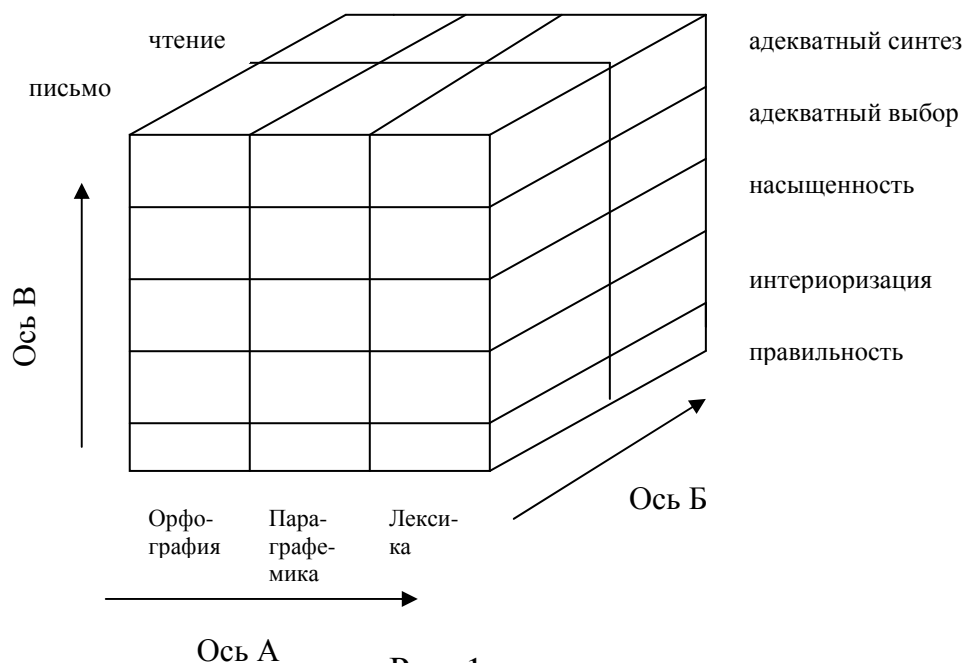 чтение
адекватный синтез
письмо
адекватный выбор
насыщенность
интериоризация
правильность
Ось В
Ось Б
Орфо-
графия
Пара-
графе-
мика
Лекси-
ка
Ось А